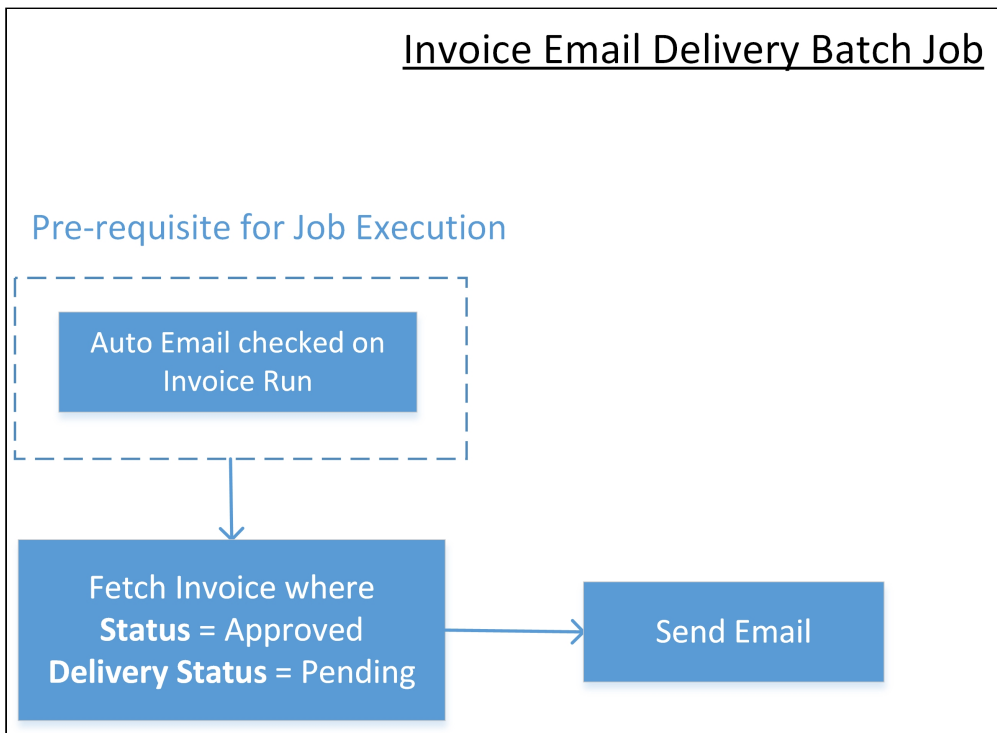 Invoice Email Delivery Batch Job
Pre-requisite for Job Execution
Auto Email checked on
Invoice Run
Fetch Invoice where
Status = Approved
Delivery Status = Pending
Send Email